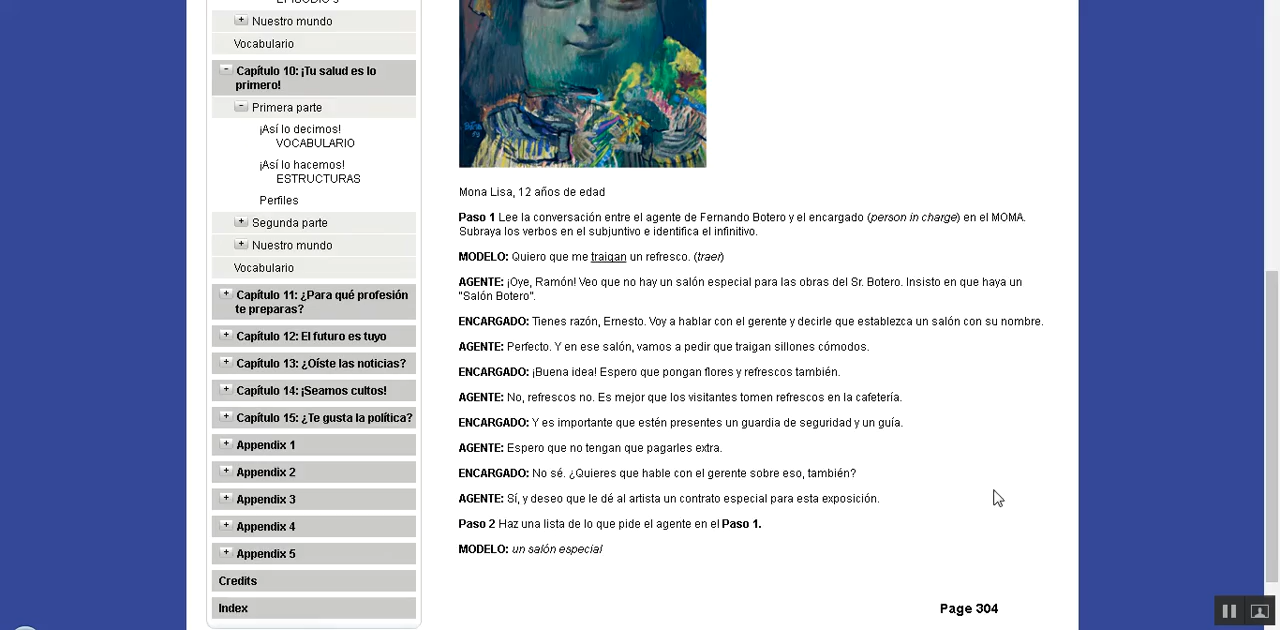 Nuestro mundo
Vocabulario
Capítulo 10: ¡Tu salud es lo
primero!
Primera parte
¡Así lo decimos!
VOCABULARIO
¡Así lo hacemos!
ESTRUCTURAS
Perfiles
Segunda parte
Nuestro mundo
Vocabulario
Capítulo 11: ¿Para qué profesión
te preparas?
Capítulo 12: El futuro es tuyo
Capítulo 13: ¿Oíste las noticias?
Capítulo 14: ¡Seamos cultos!
Capítulo 15: ¿Te gusta la política?
Appendix 1
Appendix 2
Appendix 3
Appendix 4
Appendix 5
Credits
Index
Mona Lisa, 12 años de edad
Paso 1 Lee la conversación entre el agente de Fernando Botero y el encargado (person in charge) en el MOMA.
Subraya los verbos en el subjuntivo e identifica el infinitivo.
MODELO: Quiero que me traigan un refresco. (traer)
AGENTE: ¡Oye, Ramón! Veo que no hay un salón especial para las obras del Sr. Botero. Insisto en que haya un
"Salón Botero".
ENCARGADO: Tienes razón, Ernesto. Voy a hablar con el gerente y decirle que establezca un salón con su nombre.
AGENTE: Perfecto. Y en ese salón, vamos a pedir que traigan sillones cómodos.
ENCARGADO: ¡Buena idea! Espero que pongan flores y refrescos también.
AGENTE: No, refrescos no. Es mejor que los visitantes tomen refrescos en la cafetería.
ENCARGADO: Y es importante que estén presentes un guardia de seguridad y un guía.
AGENTE: Espero que no tengan que pagarles extra.
ENCARGADO: No sé. ¿Quieres que hable con el gerente sobre eso, también?
AGENTE: Sí, y deseo que le dé al artista un contrato especial para esta exposición.
Paso 2 Haz una lista de lo que pide el agente en el Paso 1.
MODELO: un salón especial
Page 304